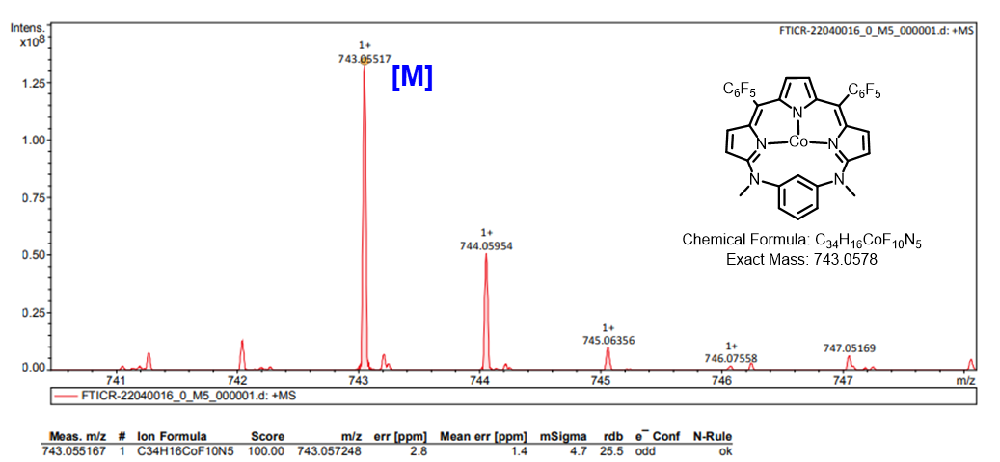 Intens.
x10⁸
FTICR-22040016_0_M5_000001.d: +MS
1+
743.05517
[M]
1.25
1.00
0.75
0.50
0.25
0.00
1+
744.05954
1+
745.06356
1+
746.07558
747.05169
741 742 743 744 745 746 747 m/z
C₆F₅ C₆F₅
N
N Co N
N N
Chemical Formula: C₃₄H₁₆CoF₁₀N₅
Exact Mass: 743.0578
FTICR-22040016_0_M5_000001.d: +MS
Meas. m/z # Ion Formula Score m/z err [ppm] Mean err [ppm] mSigma rdb e⁻ Conf N-Rule
743.055167 1 C34H16CoF10N5 100.00 743.057248 2.8 1.4 4.7 25.5 odd ok